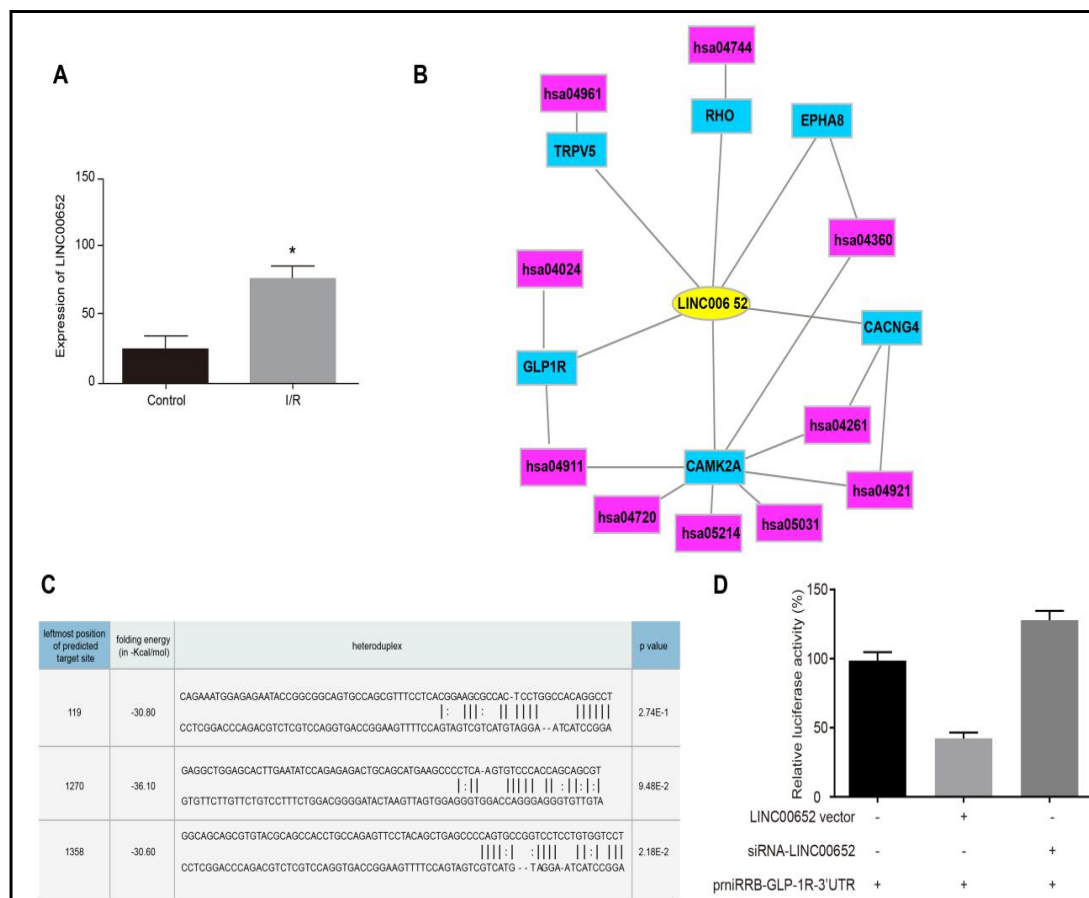 A
Expression of LINC00652
150
100
50
0
*
Control
I/R
B
hsa04744
hsa04961
RHO
EPHA8
TRPV5
hsa04360
hsa04024
LINC006 52
CACNG4
GLP1R
hsa04261
hsa04911
CAMK2A
hsa04921
hsa04720
hsa05214
hsa05031
C
leftmost position of predicted target site
folding energy (in -Kcal/mol)
heteroduplex
p value
119
-30.80
CAGAAATGGAGAGAATACCGGCGGCAGTGCCAGCGTTTCCTCACGGAAGCGCCAC-TCCTGGCCACAGGCCT
CCTCGGACCCAGACGTCTCGTCCAGGTGACCGGAAGTTTTCCAGTAGTCGTCATGTAGGA--ATCATCCGGA
2.74E-1
1270
-36.10
GAGGCTGGAGCACTTGAATATCCAGAGAGACTGCAGCATGAAGCCCCTCA-AGTGTCCCACCAGCAGCGT
GTGTTCTTGTTCTGTCCTTTCTGGACGGGGATACTAAGTTAGTGGAGGGTGGACCAGGGAGGGTGTTGTA
9.48E-2
1358
-30.60
GGCAGCAGCGTGTACGCAGCCACCTGCCAGAGTTCCTACAGCTGAGCCCCAGTGCCGGTCCTCCTGTGGTCCT
CCTCGGACCCAGACGTCTCGTCCAGGTGACCGGAAGTTTTCCAGTAGTCGTCATG--TAGGA-ATCATCCGGA
2.18E-2
D
Relative luciferase activity (%)
150
100
50
0
LINC00652 vector - + -
siRNA-LINC00652 - - +
prniRRB-GLP-1R-3'UTR + + +